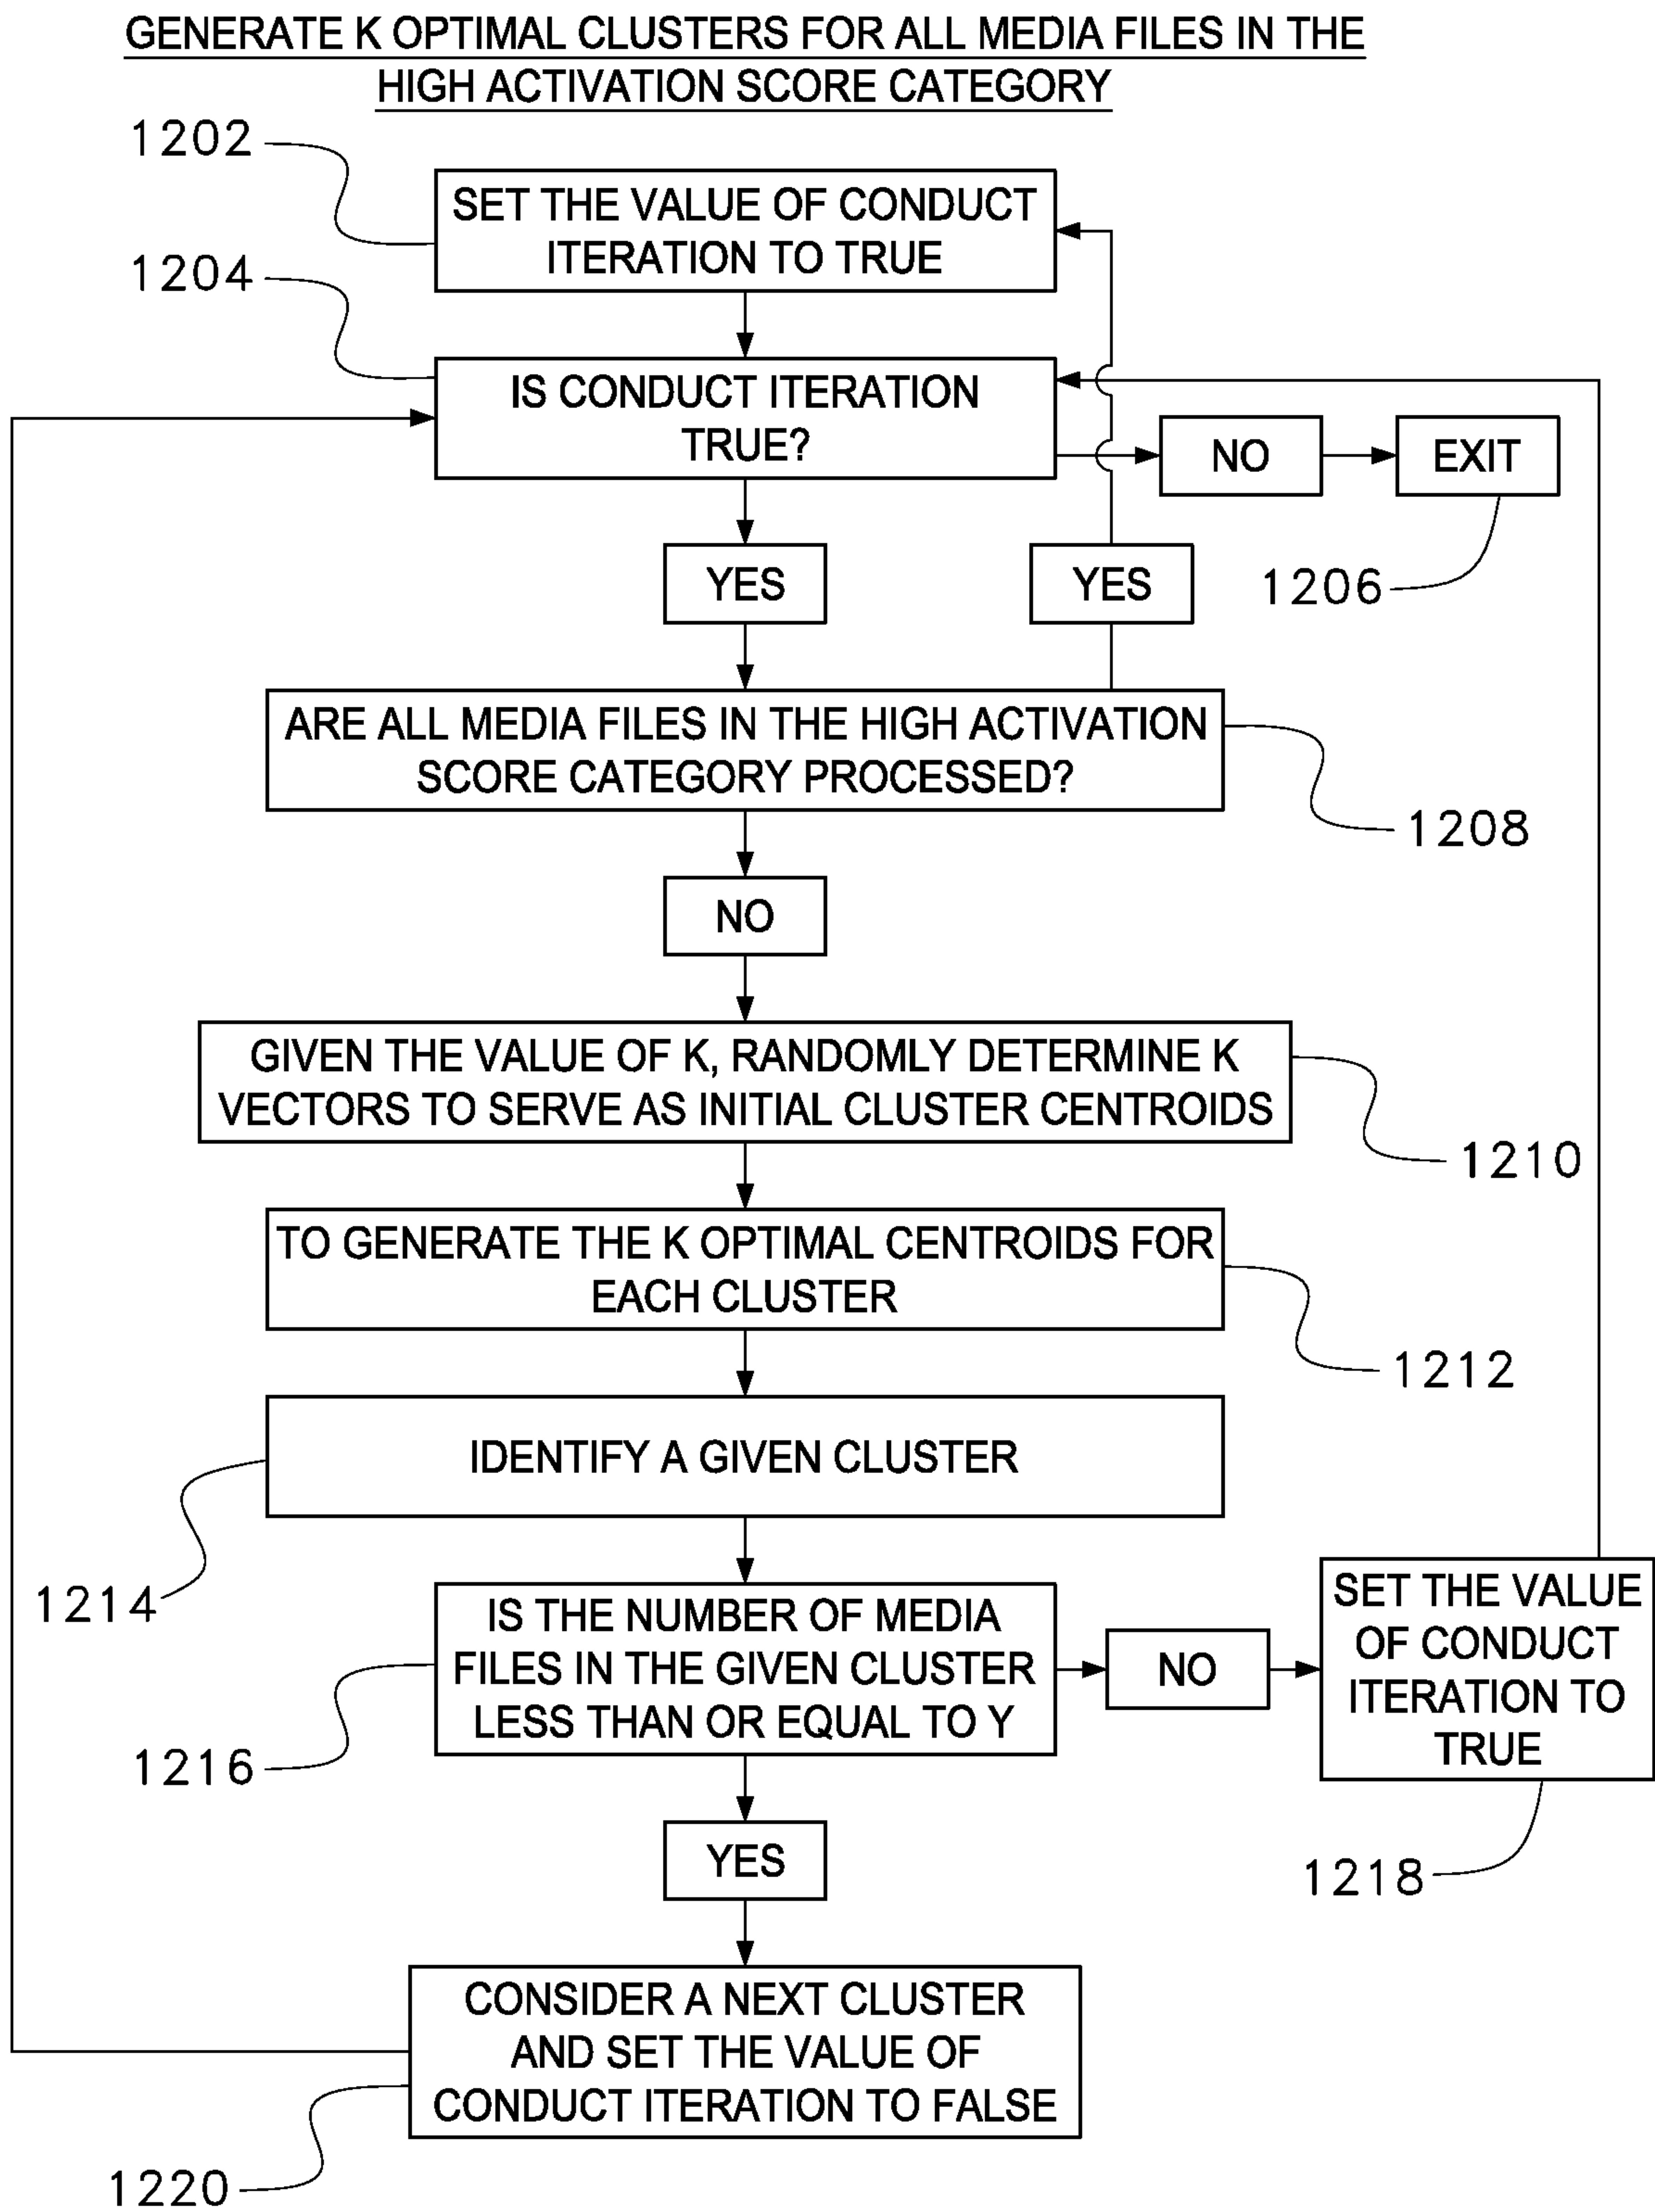 GENERATE K OPTIMAL CLUSTERS FOR ALL MEDIA FILES IN THE
HIGH ACTIVATION SCORE CATEGORY
1202
SET THE VALUE OF CONDUCT
ITERATION TO TRUE
1204
IS CONDUCT ITERATION
TRUE?
NO
EXIT
YES
YES
1206
ARE ALL MEDIA FILES IN THE HIGH ACTIVATION
SCORE CATEGORY PROCESSED?
1208
NO
GIVEN THE VALUE OF K, RANDOMLY DETERMINE K
VECTORS TO SERVE AS INITIAL CLUSTER CENTROIDS
1210
TO GENERATE THE K OPTIMAL CENTROIDS FOR
EACH CLUSTER
1212
IDENTIFY A GIVEN CLUSTER
1214
IS THE NUMBER OF MEDIA
FILES IN THE GIVEN CLUSTER
LESS THAN OR EQUAL TO Y
1216
NO
SET THE VALUE
OF CONDUCT
ITERATION TO
TRUE
1218
YES
CONSIDER A NEXT CLUSTER
AND SET THE VALUE OF
CONDUCT ITERATION TO FALSE
1220